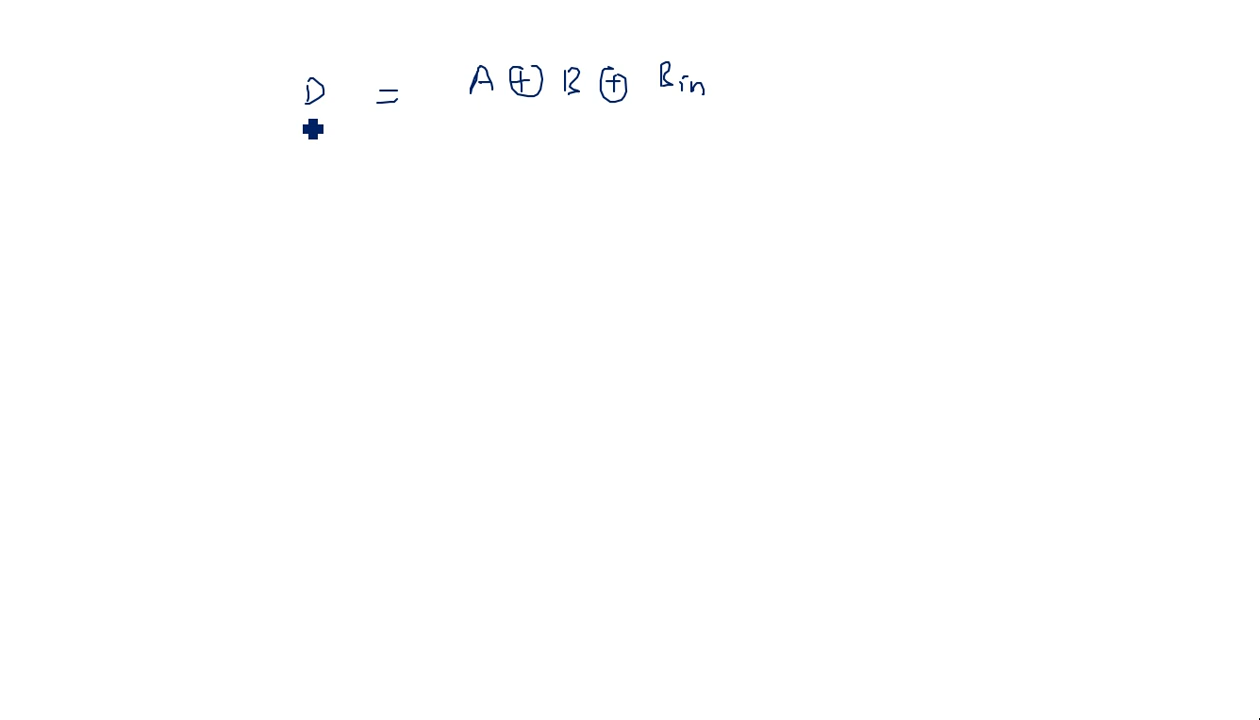 D = A ⊕ B ⊕ Bin